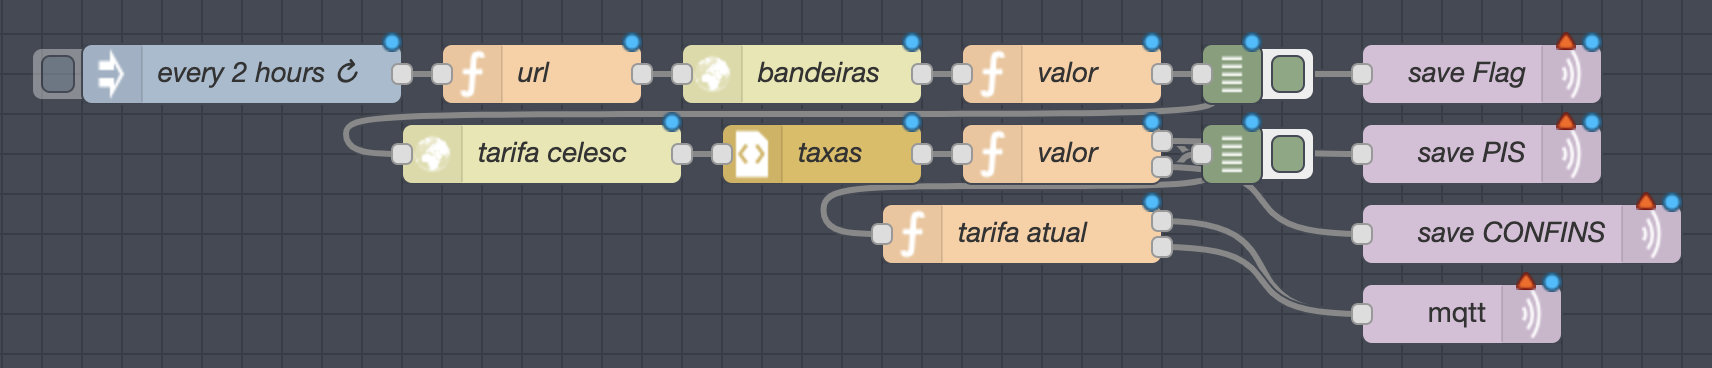 every 2 hours ↻
url
bandeiras
valor
save Flag
tarifa celesc
taxas
valor
save PIS
tarifa atual
save CONFINS
mqtt